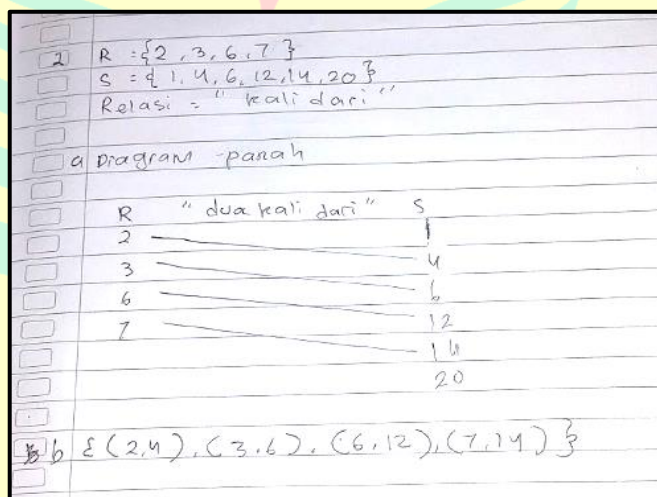 2 R = {2, 3, 6, 7}
S = {1, 4, 6, 12, 14, 20}
Relasi = "kali dari"
a Diagram panah
R "dua kali dari" S
2 1
3 4
6 6
7 12
14
20
b {(2,4), (3,6), (6,12), (7,14)}